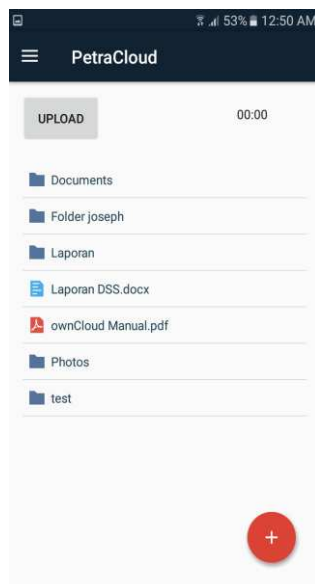 53% 12:50 AM
PetraCloud
UPLOAD 00:00
Documents
Folder joseph
Laporan
Laporan DSS.docx
ownCloud Manual.pdf
Photos
test
+